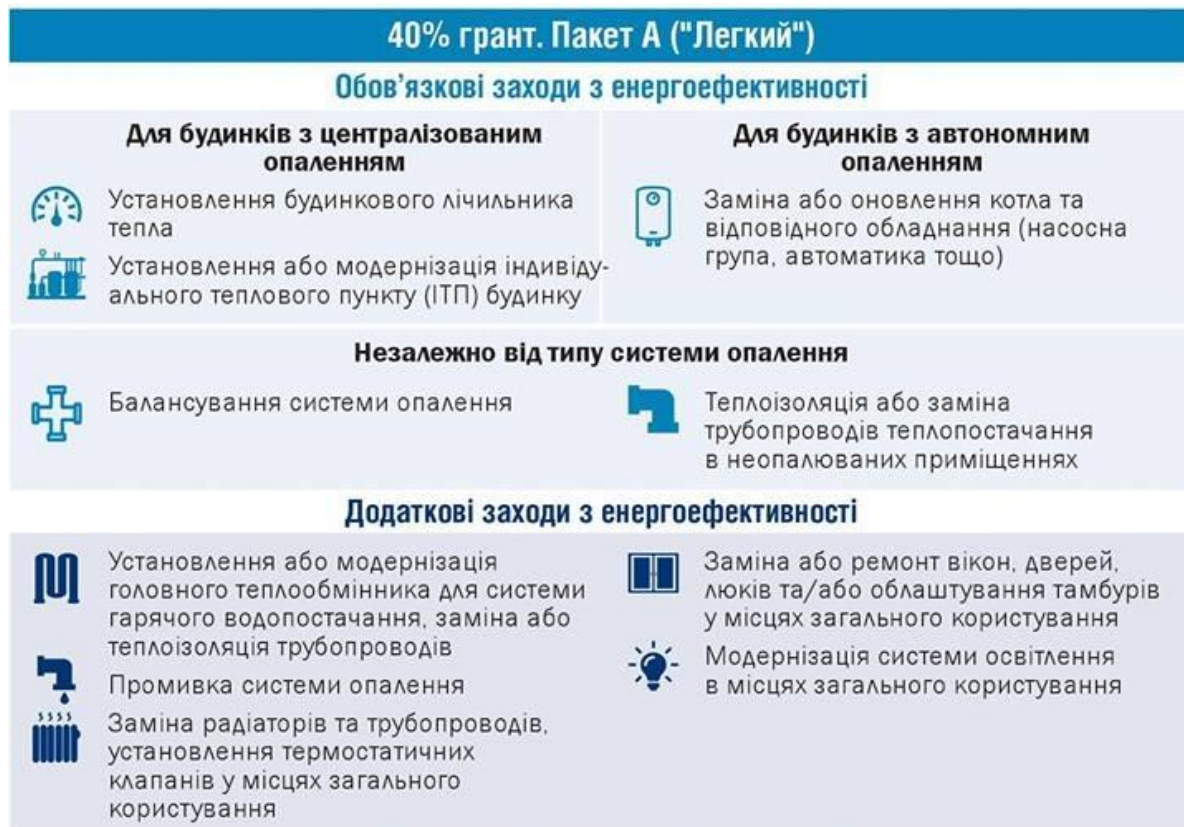 40% грант. Пакет А ("Легкий")
Обов’язкові заходи з енергоефективності
Для будинків з централізованим
опаленням
Установлення будинкового лічильника
тепла
Установлення або модернізація індивіду-
ального теплового пункту (ІТП) будинку
Для будинків з автономним
опаленням
Заміна або оновлення котла та
відповідного обладнання (насосна
група, автоматика тощо)
Незалежно від типу системи опалення
Балансування системи опалення
Теплоізоляція або заміна
трубопроводів теплопостачання
в неопалюваних приміщеннях
Додаткові заходи з енергоефективності
Установлення або модернізація
головного теплообмінника для системи
гарячого водопостачання, заміна або
теплоізоляція трубопроводів
Промивка системи опалення
Заміна радіаторів та трубопроводів,
установлення термостатичних
клапанів у місцях загального
користування
Заміна або ремонт вікон, дверей,
люків та/або облаштування тамбурів
у місцях загального користування
Модернізація системи освітлення
в місцях загального користування